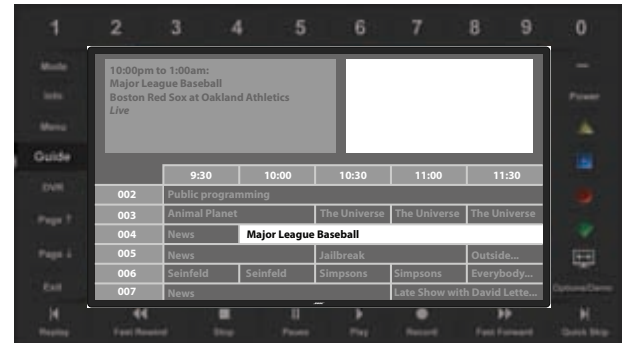 1 2 3 4 5 6 7 8 9 0
Mode
Info
Power
Menu
Guide
DVR
Page ↑
Page ↓
Exit
Options/Demo
Replay Fast Rewind Stop Pause Play Record Fast Forward Quick Skip
10:00pm to 1:00am:
Major League Baseball
Boston Red Sox at Oakland Athletics
Live
9:30 10:00 10:30 11:00 11:30
002 Public programming
003 Animal Planet The Universe The Universe The Universe
004 News Major League Baseball
005 News Jailbreak Outside...
006 Seinfeld Seinfeld Simpsons Simpsons Everybody...
007 News Late Show with David Lette...